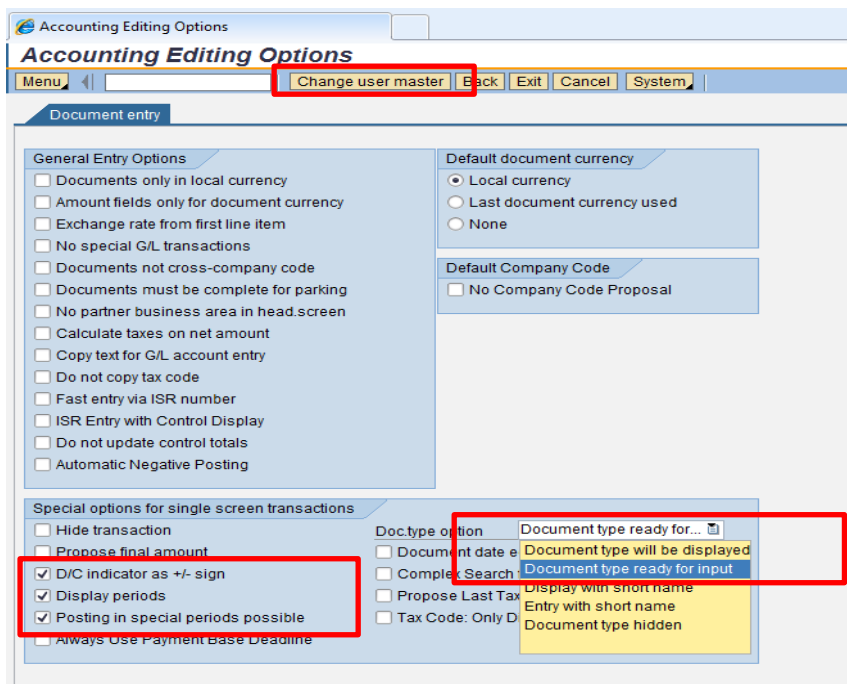 Accounting Editing Options
Accounting Editing Options
Menu Change user master Back Exit Cancel System
Document entry
General Entry Options
Documents only in local currency
Amount fields only for document currency
Exchange rate from first line item
No special G/L transactions
Documents not cross-company code
Documents must be complete for parking
No partner business area in head.screen
Calculate taxes on net amount
Copy text for G/L account entry
Do not copy tax code
Fast entry via ISR number
ISR Entry with Control Display
Do not update control totals
Automatic Negative Posting
Default document currency
Local currency
Last document currency used
None
Default Company Code
No Company Code Proposal
Special options for single screen transactions
Hide transaction
Propose final amount
D/C indicator as +/- sign
Display periods
Posting in special periods possible
Always Use Payment Base Deadline
Doc.type option Document type ready for...
Document date e
Complex Search
Propose Last Tax
Tax Code: Only D
Document type will be displayed
Document type ready for input
Display with short name
Entry with short name
Document type hidden